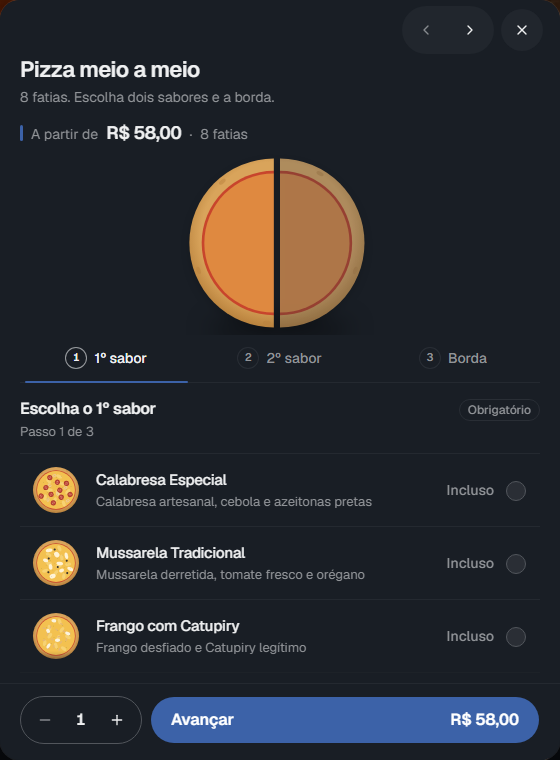 Pizza meio a meio
8 fatias. Escolha dois sabores e a borda.
A partir de R$ 58,00 · 8 fatias
1 1º sabor
2 2º sabor
3 Borda
Escolha o 1º sabor
Obrigatório
Passo 1 de 3
Calabresa Especial
Calabresa artesanal, cebola e azeitonas pretas
Incluso
Mussarela Tradicional
Mussarela derretida, tomate fresco e orégano
Incluso
Frango com Catupiry
Frango desfiado e Catupiry legítimo
Incluso
− 1 +
Avançar R$ 58,00